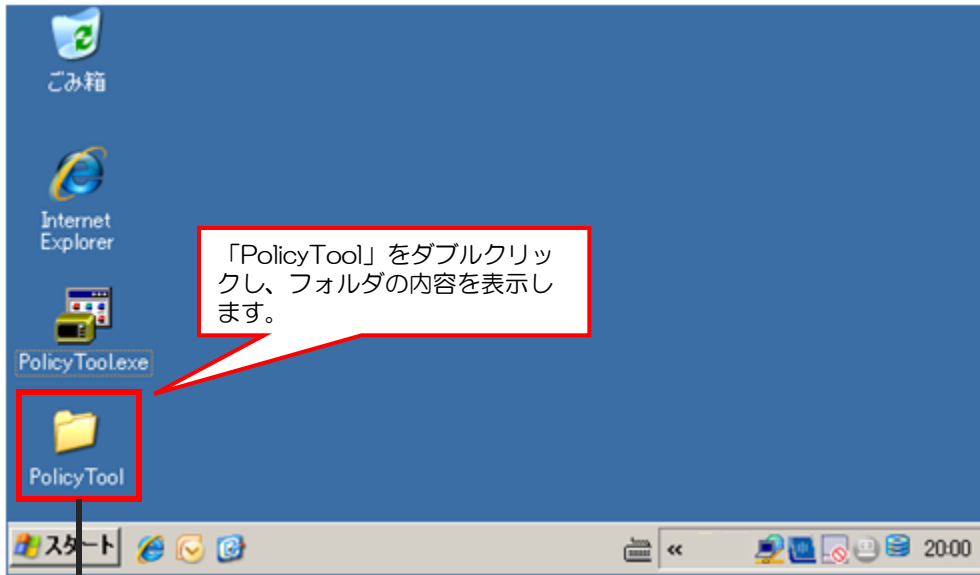 ごみ箱
Internet
Explorer
「PolicyTool」をダブルクリッ
クし、フォルダの内容を表示し
ます。
PolicyTool.exe
PolicyTool
スタート
«
20:00